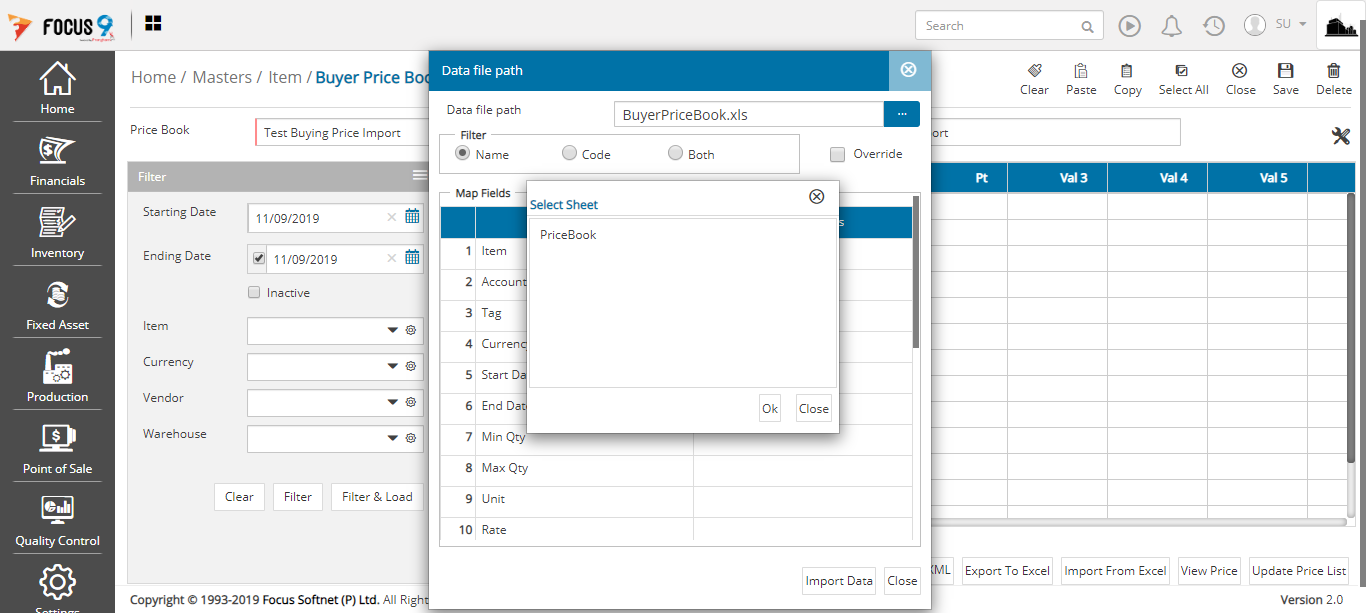 FOCUS 9
Search
SU
Home
Financials
Inventory
Fixed Asset
Production
Point of Sale
Quality Control
Settings
Home / Masters / Item / Buyer Price Boo
Clear
Paste
Copy
Select All
Close
Save
Delete
Price Book
Test Buying Price Import
ort
Filter
Starting Date
11/09/2019
Ending Date
11/09/2019
Inactive
Item
Currency
Vendor
Warehouse
Clear
Filter
Filter & Load
Data file path
Data file path
BuyerPriceBook.xls
...
Filter
Name
Code
Both
Override
Map Fields
s
1 Item
2 Account
3 Tag
4 Currenc
5 Start Da
6 End Dat
7 Min Qty
8 Max Qty
9 Unit
10 Rate
Select Sheet
PriceBook
Ok
Close
Import Data
Close
Pt
Val 3
Val 4
Val 5
XML
Export To Excel
Import From Excel
View Price
Update Price List
Copyright © 1993-2019 Focus Softnet (P) Ltd. All Right
Version 2.0